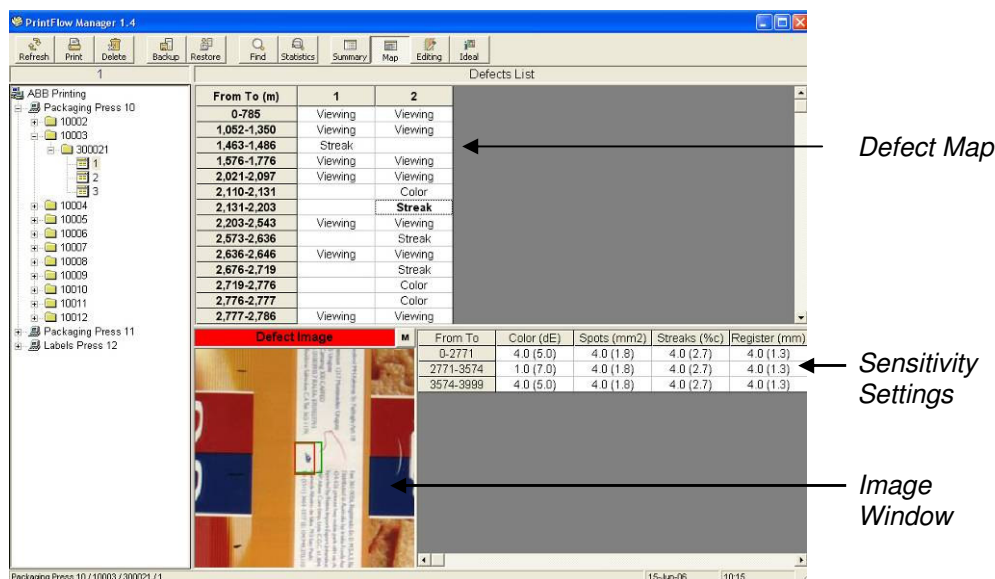 PrintFlow Manager 1.4
Refresh Print Delete Backup Restore Find Statistics Summary Map Editing Ideal
1 Defects List
ABB Printing
Packaging Press 10
10002
10003
300021
1
2
3
10004
10005
10006
10007
10008
10009
10010
10011
10012
Packaging Press 11
Labels Press 12
From To (m) 1 2
0-785 Viewing Viewing
1,052-1,350 Viewing Viewing
1,463-1,486 Streak
1,576-1,776 Viewing Viewing
2,021-2,097 Viewing Viewing
2,110-2,131 Color
2,131-2,203 Streak
2,203-2,543 Viewing Viewing
2,573-2,636 Streak
2,636-2,646 Viewing Viewing
2,676-2,719 Streak
2,719-2,776 Color
2,776-2,777 Color
2,777-2,786 Viewing Viewing
Defect Map
Defect Image M
From To Color (dE) Spots (mm2) Streaks (%c) Register (mm)
0-2771 4.0 (5.0) 4.0 (1.8) 4.0 (2.7) 4.0 (1.3)
2771-3574 1.0 (7.0) 4.0 (1.8) 4.0 (2.7) 4.0 (1.3)
3574-3999 4.0 (5.0) 4.0 (1.8) 4.0 (2.7) 4.0 (1.3)
Sensitivity
Settings
Image
Window
Packaging Press 10 / 10003 / 300021 / 1 15-Jun-06 10:15